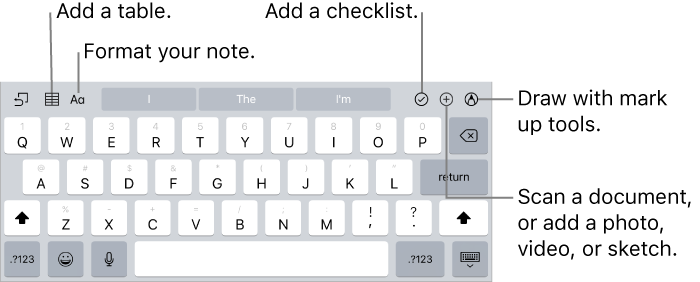 Add a table.
Add a checklist.
Format your note.
Aa
I The I'm
Draw with mark
up tools.
1 2 3 4 5 6 7 8 9 0
Q W E R T Y U I O P
@ # $ & * ( ) ' "
A S D F G H J K L return
Scan a document,
or add a photo,
video, or sketch.
% - + = / ; : ! ?
Z X C V B N M , .
.?123 .?123